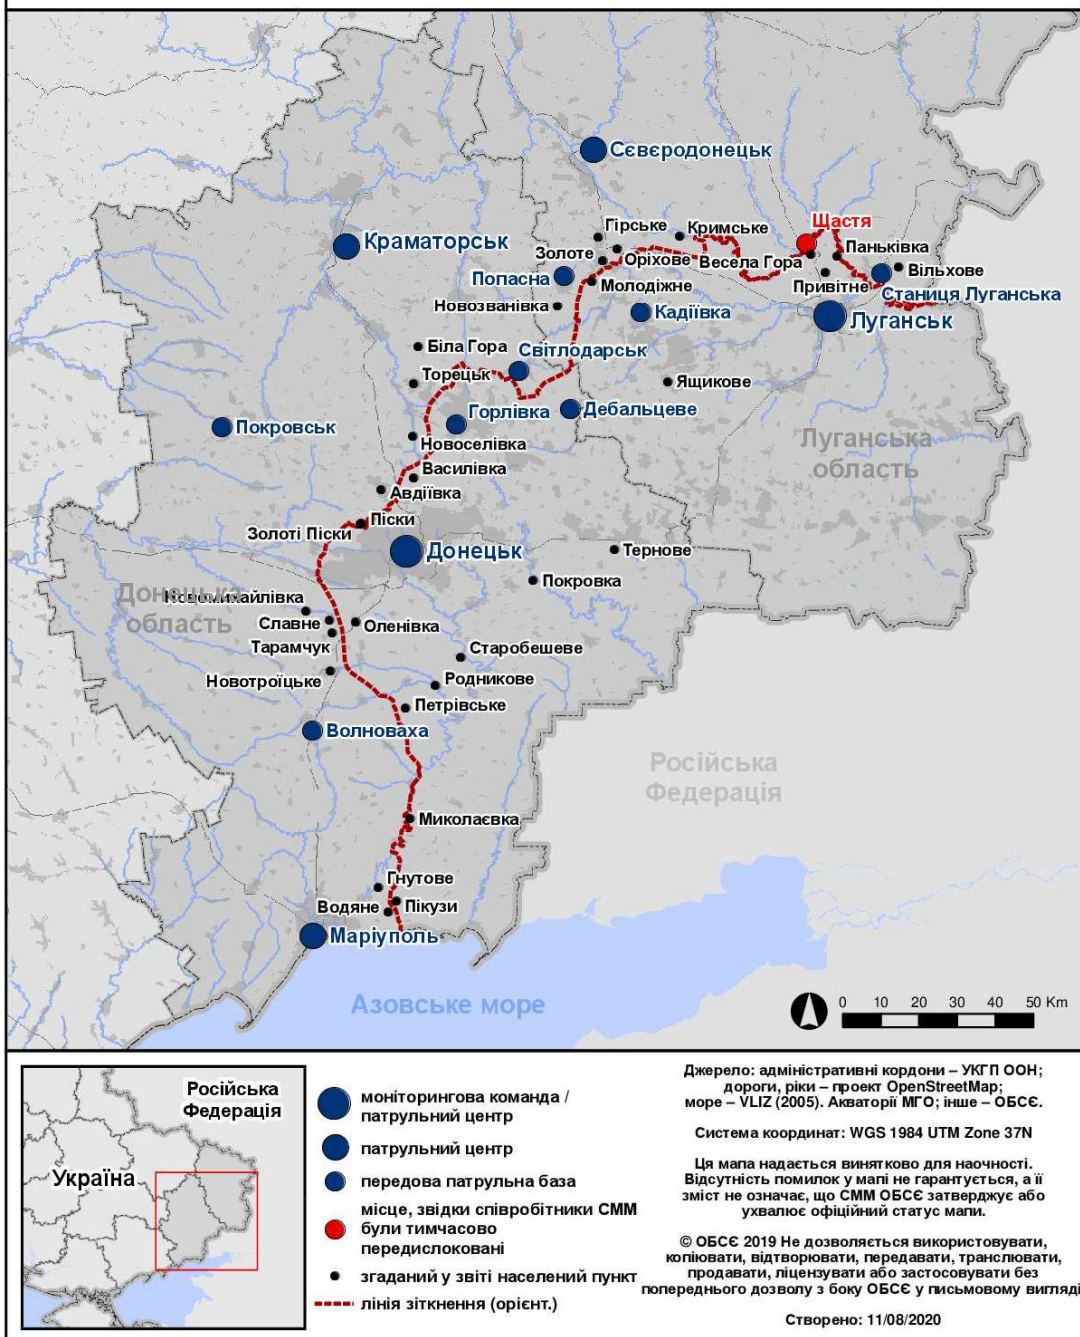 Сєвєродонецьк
Щастя
Гірське
Кримське
Краматорськ
Золоте
Оріхове
Весела Гора
Паньківка
Попасна
Молодіжне
Привітне
Вільхове
Новозванівка
Кадіївка
Станиця Луганська
Луганськ
Біла Гора
Світлодарськ
Торецьк
Ящикове
Горлівка
Дебальцеве
Покровськ
Новоселівка
Луганська
область
Василівка
Авдіївка
Піски
Золоті Піски
Донецьк
Тернове
Покровка
Донецька
область
Новомихайлівка
Славне
Оленівка
Тарамчук
Старобешеве
Новотроїцьке
Родникове
Петрівське
Волноваха
Російська
Федерація
Миколаєвка
Гнутове
Водяне
Пікузи
Маріуполь
Азовське море
0 10 20 30 40 50 Km
Російська
Федерація
Україна
моніторингова команда /
патрульний центр
патрульний центр
передова патрульна база
місце, звідки співробітники СММ
були тимчасово
передислоковані
згаданий у звіті населений пункт
лінія зіткнення (орієнт.)
Джерело: адміністративні кордони – УКГП ООН;
дороги, ріки – проект OpenStreetMap;
море – VLIZ (2005). Акваторії МГО; інше – ОБСЄ.
Система координат: WGS 1984 UTM Zone 37N
Ця мапа надається винятково для наочності.
Відсутність помилок у мапі не гарантується, а її
зміст не означає, що СММ ОБСЄ затверджує або
ухвалює офіційний статус мапи.
© ОБСЄ 2019 Не дозволяється використовувати,
копіювати, відтворювати, передавати, транслювати,
продавати, ліцензувати або застосовувати без
попереднього дозволу з боку ОБСЄ у письмовому вигляді
Створено: 11/08/2020